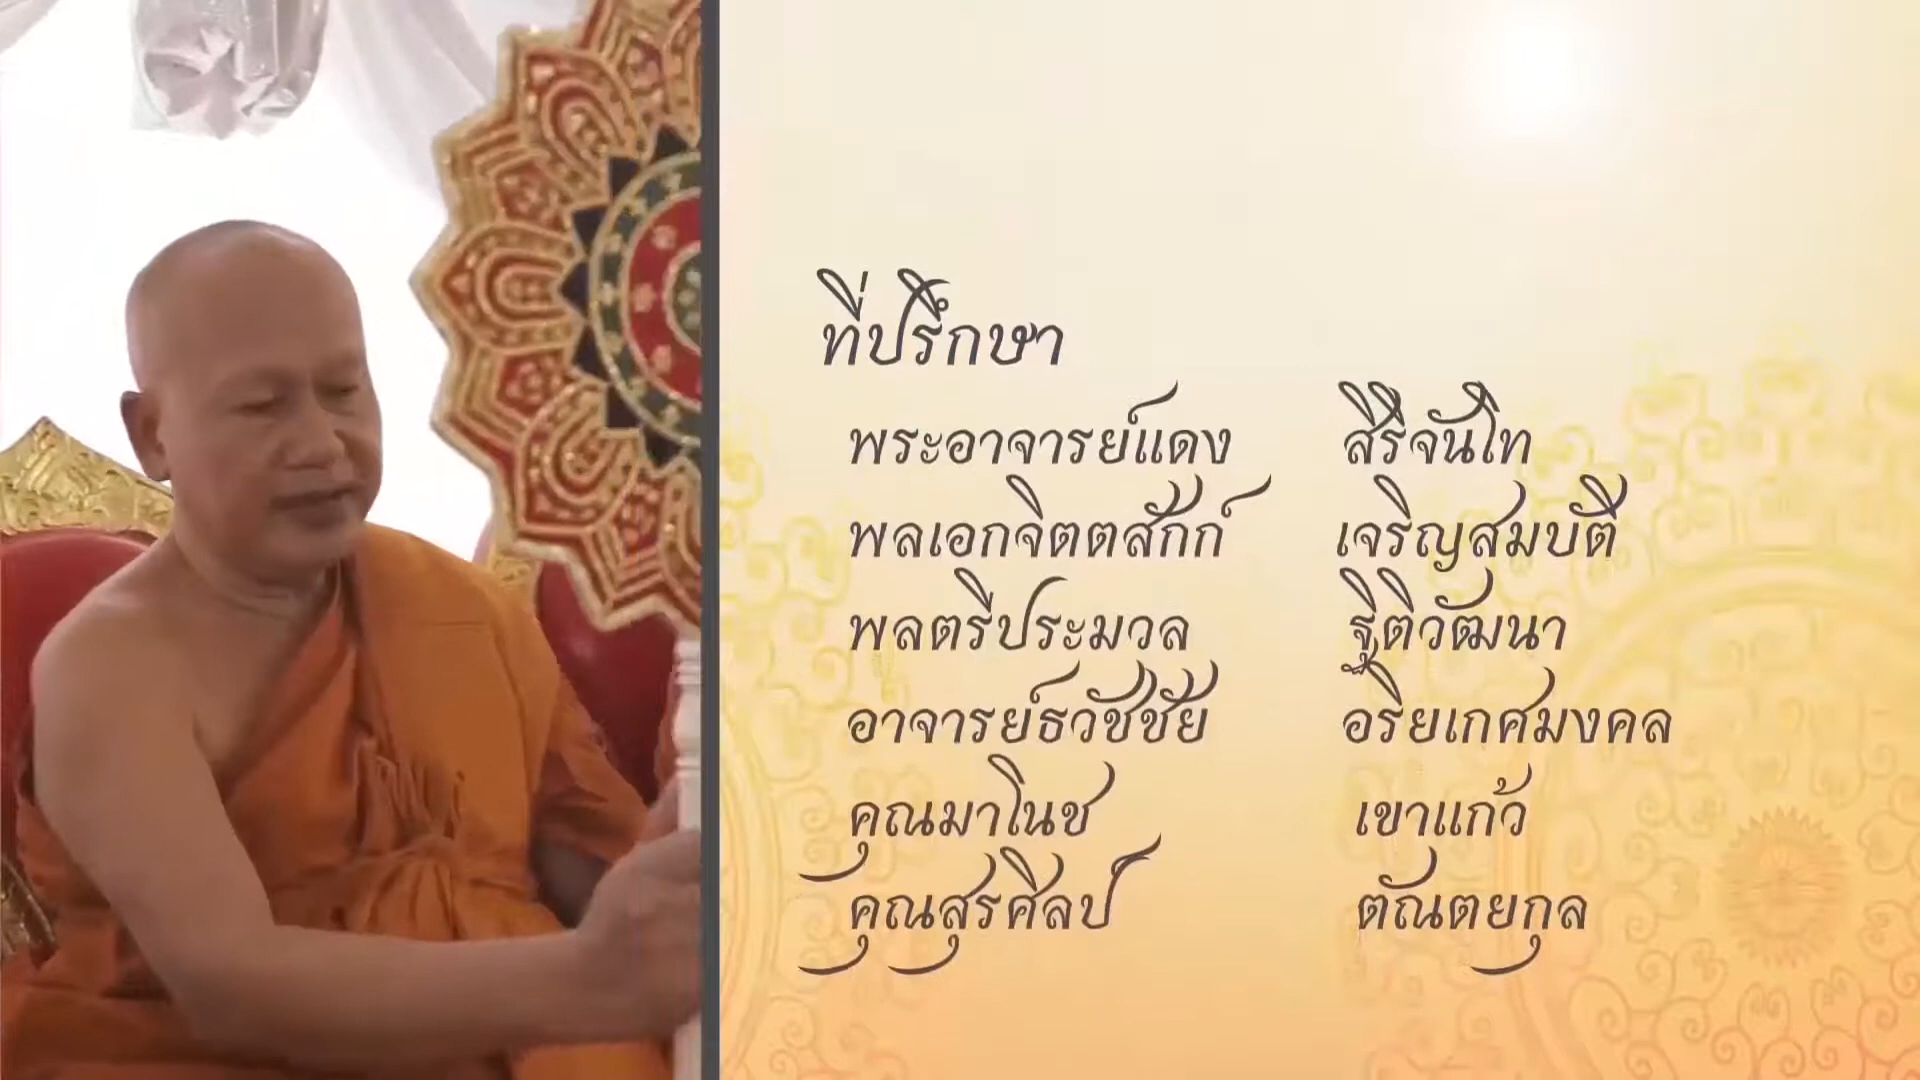 ที่ปรึกษา
พระอาจารย์แดง สิริจันโท
พลเอกจิตตสักก์ เจริญสมบัติ
พลตรีประมวล ฐิติวัฒนา
อาจารย์ธวัชชัย อริยเกศมงคล
คุณมาโนช เขาแก้ว
คุณสุรศิลป์ ตัณตยกุล